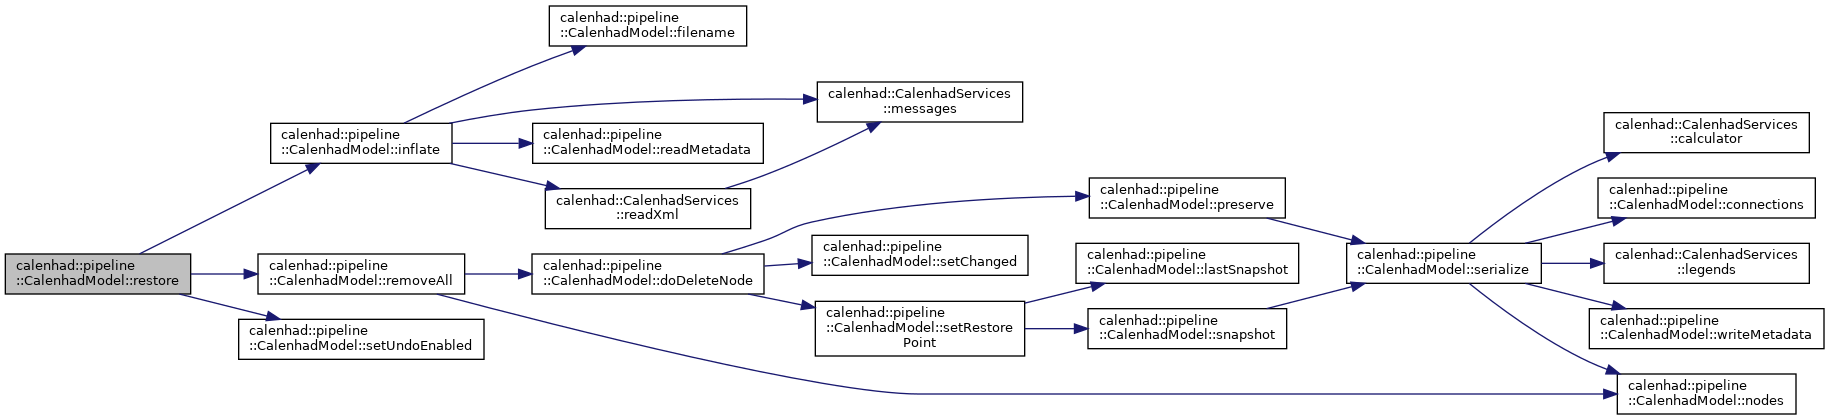 calenhad::pipeline
::CalenhadModel::restore
calenhad::pipeline
::CalenhadModel::inflate
calenhad::pipeline
::CalenhadModel::removeAll
calenhad::pipeline
::CalenhadModel::setUndoEnabled
calenhad::pipeline
::CalenhadModel::filename
calenhad::pipeline
::CalenhadModel::readMetadata
calenhad::CalenhadServices
::readXml
calenhad::pipeline
::CalenhadModel::doDeleteNode
calenhad::CalenhadServices
::messages
calenhad::pipeline
::CalenhadModel::setChanged
calenhad::pipeline
::CalenhadModel::setRestore
Point
calenhad::pipeline
::CalenhadModel::preserve
calenhad::pipeline
::CalenhadModel::lastSnapshot
calenhad::pipeline
::CalenhadModel::snapshot
calenhad::pipeline
::CalenhadModel::serialize
calenhad::CalenhadServices
::calculator
calenhad::pipeline
::CalenhadModel::connections
calenhad::CalenhadServices
::legends
calenhad::pipeline
::CalenhadModel::writeMetadata
calenhad::pipeline
::CalenhadModel::nodes